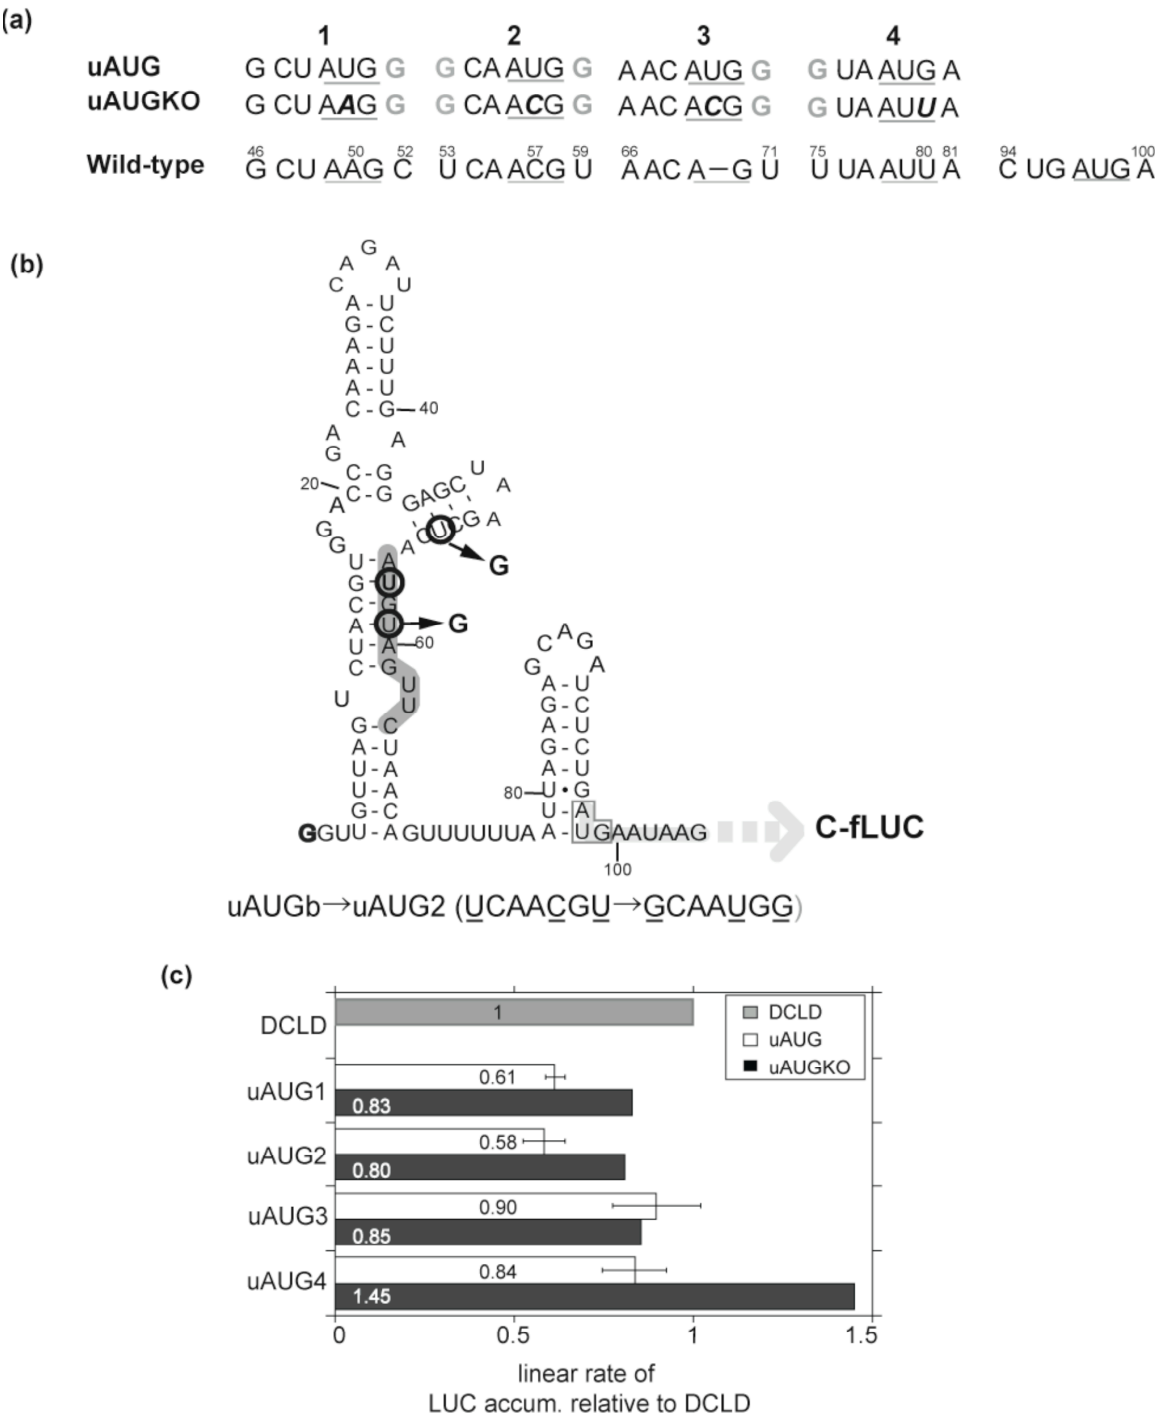 (a)
1 2 3 4
uAUG G CU AUG G G CA AUG G A AC AUG G G UA AUG A
uAUGKO G CU AAG G G CA ACG G A AC ACG G G UA AUU A
46 50 52 53 57 59 66 71 75 80 81 94 100
Wild-type G CU AAG C U CA ACG U A AC A–G U U UA AUU A C UG AUG A
(b)
G
A A
C U
A - U
G - C
A - U
A - U
A - U
C - G 40
A A
G
C - G
20 C - G
A
G
G
GAGC U A
A C U C G A
G
U - A
G - U
C - G
A - U G
U - A 60
C - G
U U
U
G - C
A - U
U - A
U - A
G - C
GGUU U - A GUUUUUUA A - U GAAUAAG C-fLUC
C A G
G A
A - U
G - C
A - U
G - C
A - U
80 U • G
U - A
100
uAUGb→uAUG2 (UCAACGU→GCAAUGG)
(c)
DCLD 1
DCLD
uAUG
uAUGKO
uAUG1 0.61
0.83
uAUG2 0.58
0.80
uAUG3 0.90
0.85
uAUG4 0.84
1.45
0 0.5 1 1.5
linear rate of
LUC accum. relative to DCLD